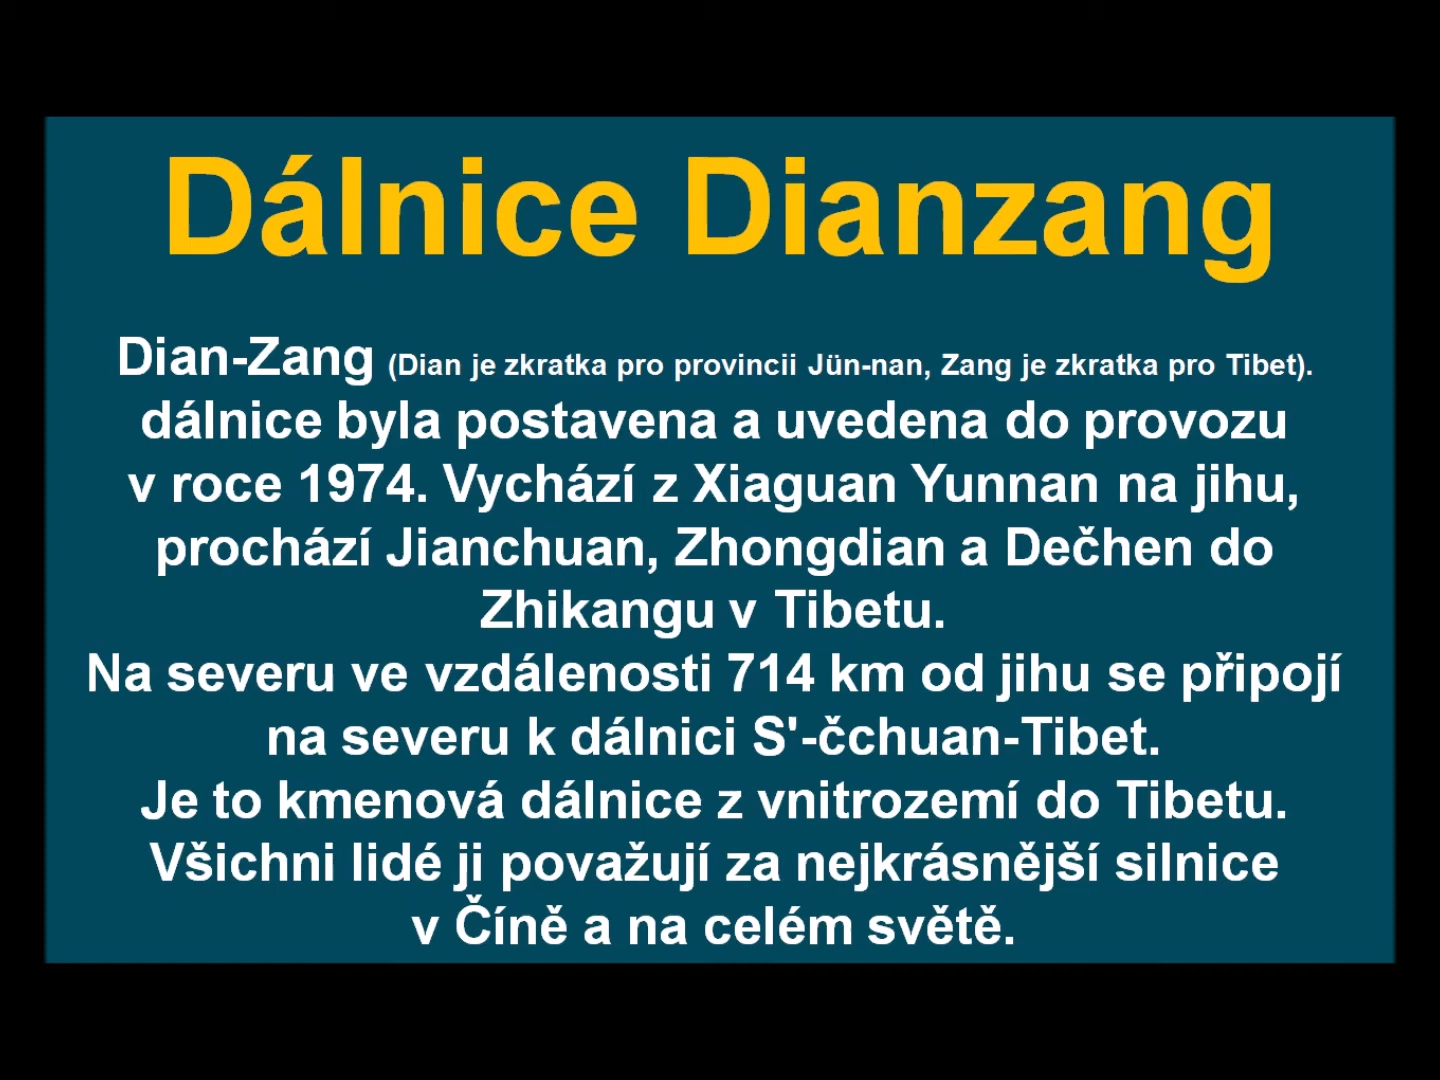 Dálnice Dianzang
Dian-Zang (Dian je zkratka pro provincii Jün-nan, Zang je zkratka pro Tibet).
dálnice byla postavena a uvedena do provozu
v roce 1974. Vychází z Xiaguan Yunnan na jihu,
prochází Jianchuan, Zhongdian a Dečhen do
Zhikangu v Tibetu.
Na severu ve vzdálenosti 714 km od jihu se připojí
na severu k dálnici S'-čchuan-Tibet.
Je to kmenová dálnice z vnitrozemí do Tibetu.
Všichni lidé ji považují za nejkrásnější silnice
v Číně a na celém světě.